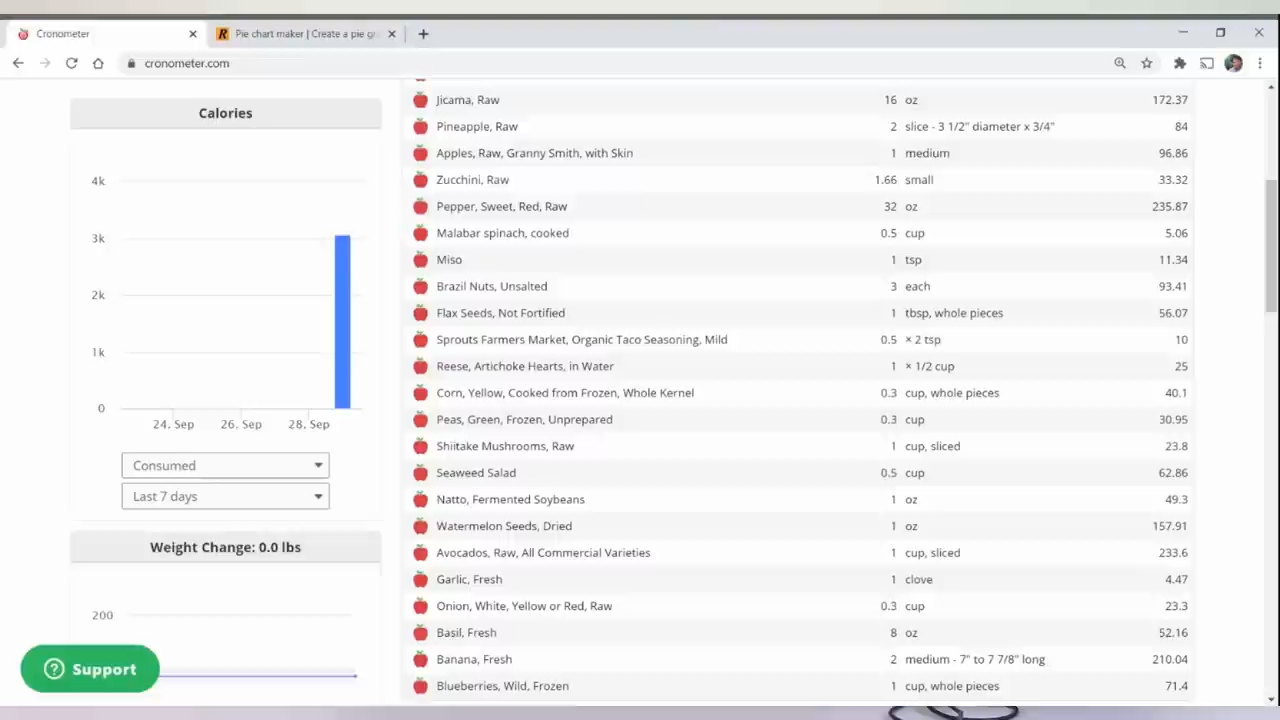 Cronometer
Pie chart maker | Create a pie gr
cronometer.com
Calories
4k
3k
2k
1k
0
24. Sep 26. Sep 28. Sep
Consumed
Last 7 days
Weight Change: 0.0 lbs
200
Support
Jicama, Raw 16 oz 172.37
Pineapple, Raw 2 slice - 3 1/2" diameter x 3/4" 84
Apples, Raw, Granny Smith, with Skin 1 medium 96.86
Zucchini, Raw 1.66 small 33.32
Pepper, Sweet, Red, Raw 32 oz 235.87
Malabar spinach, cooked 0.5 cup 5.06
Miso 1 tsp 11.34
Brazil Nuts, Unsalted 3 each 93.41
Flax Seeds, Not Fortified 1 tbsp, whole pieces 56.07
Sprouts Farmers Market, Organic Taco Seasoning, Mild 0.5 × 2 tsp 10
Reese, Artichoke Hearts, in Water 1 × 1/2 cup 25
Corn, Yellow, Cooked from Frozen, Whole Kernel 0.3 cup, whole pieces 40.1
Peas, Green, Frozen, Unprepared 0.3 cup 30.95
Shiitake Mushrooms, Raw 1 cup, sliced 23.8
Seaweed Salad 0.5 cup 62.86
Natto, Fermented Soybeans 1 oz 49.3
Watermelon Seeds, Dried 1 oz 157.91
Avocados, Raw, All Commercial Varieties 1 cup, sliced 233.6
Garlic, Fresh 1 clove 4.47
Onion, White, Yellow or Red, Raw 0.3 cup 23.3
Basil, Fresh 8 oz 52.16
Banana, Fresh 2 medium - 7" to 7 7/8" long 210.04
Blueberries, Wild, Frozen 1 cup, whole pieces 71.4